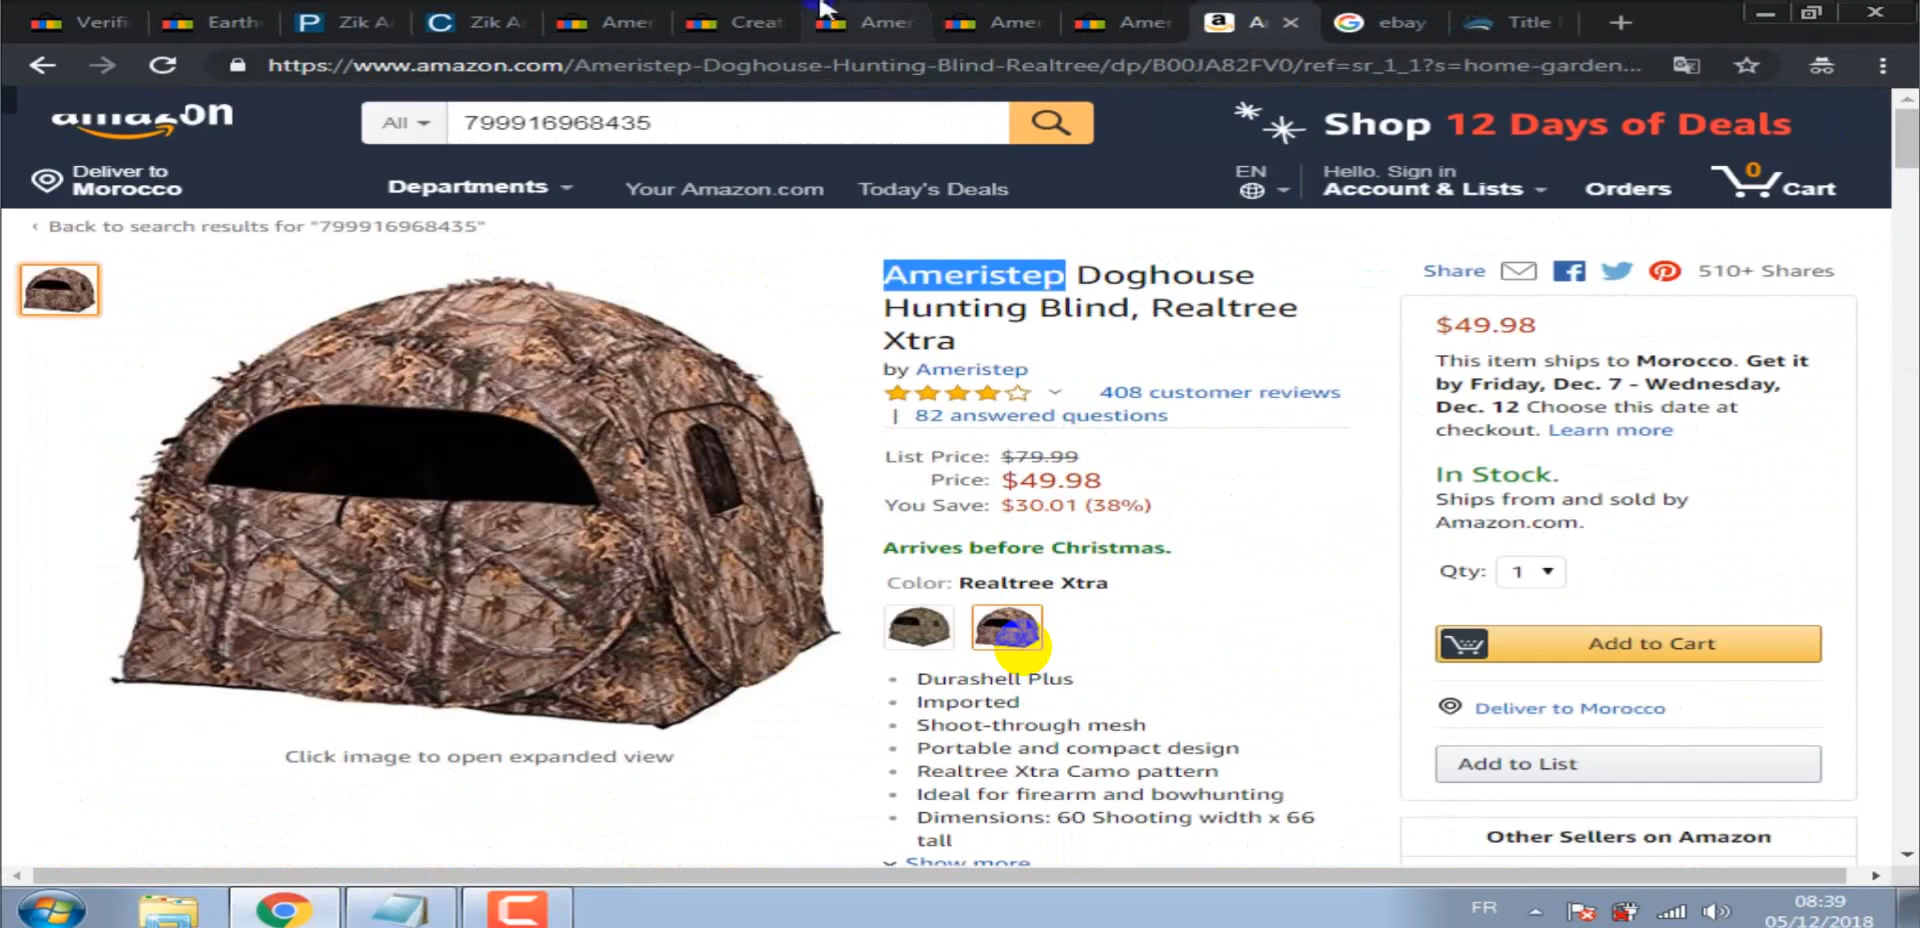 Verifi
Earth
Zik A
Zik A
Amer
Creat
Amer
Amer
Amer
A
ebay
Title
https://www.amazon.com/Ameristep-Doghouse-Hunting-Blind-Realtree/dp/B00JA82FV0/ref=sr_1_1?s=home-garden...
amazon
All
799916968435
Shop 12 Days of Deals
Deliver to
Morocco
Departments
Your Amazon.com
Today's Deals
EN
Hello. Sign in
Account & Lists
Orders
0
Cart
‹ Back to search results for "799916968435"
Ameristep Doghouse
Hunting Blind, Realtree
Xtra
by Ameristep
408 customer reviews
| 82 answered questions
List Price: $79.99
Price: $49.98
You Save: $30.01 (38%)
Arrives before Christmas.
Color: Realtree Xtra
• Durashell Plus
• Imported
• Shoot-through mesh
• Portable and compact design
• Realtree Xtra Camo pattern
• Ideal for firearm and bowhunting
• Dimensions: 60 Shooting width x 66
tall
Show more
Click image to open expanded view
Share
510+ Shares
$49.98
This item ships to Morocco. Get it
by Friday, Dec. 7 - Wednesday,
Dec. 12 Choose this date at
checkout. Learn more
In Stock.
Ships from and sold by
Amazon.com.
Qty: 1
Add to Cart
Deliver to Morocco
Add to List
Other Sellers on Amazon
FR
08:39
05/12/2018